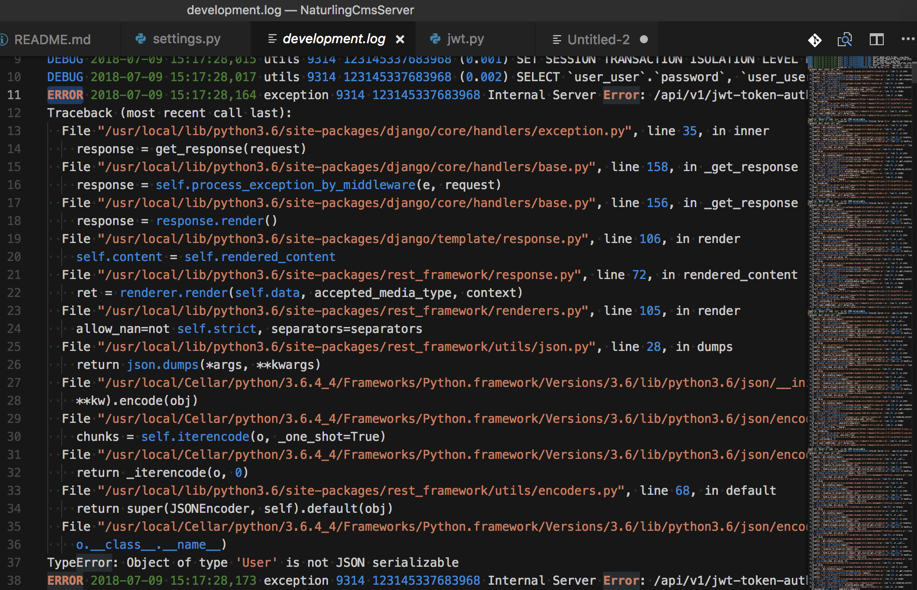 development.log — NaturlingCmsServer
README.md settings.py development.log × jwt.py Untitled-2
DEBUG 2018-07-09 15:17:28,015 utils 9314 123145337683968 (0.001) SET SESSION TRANSACTION ISOLATION LEVEL
10 DEBUG 2018-07-09 15:17:28,017 utils 9314 123145337683968 (0.002) SELECT `user_user`.`password`, `user_use
11 ERROR 2018-07-09 15:17:28,164 exception 9314 123145337683968 Internal Server Error: /api/v1/jwt-token-aut
12 Traceback (most recent call last):
13 File "/usr/local/lib/python3.6/site-packages/django/core/handlers/exception.py", line 35, in inner
14 response = get_response(request)
15 File "/usr/local/lib/python3.6/site-packages/django/core/handlers/base.py", line 158, in _get_response
16 response = self.process_exception_by_middleware(e, request)
17 File "/usr/local/lib/python3.6/site-packages/django/core/handlers/base.py", line 156, in _get_response
18 response = response.render()
19 File "/usr/local/lib/python3.6/site-packages/django/template/response.py", line 106, in render
20 self.content = self.rendered_content
21 File "/usr/local/lib/python3.6/site-packages/rest_framework/response.py", line 72, in rendered_content
22 ret = renderer.render(self.data, accepted_media_type, context)
23 File "/usr/local/lib/python3.6/site-packages/rest_framework/renderers.py", line 105, in render
24 allow_nan=not self.strict, separators=separators
25 File "/usr/local/lib/python3.6/site-packages/rest_framework/utils/json.py", line 28, in dumps
26 return json.dumps(*args, **kwargs)
27 File "/usr/local/Cellar/python/3.6.4_4/Frameworks/Python.framework/Versions/3.6/lib/python3.6/json/__in
28 **kw).encode(obj)
29 File "/usr/local/Cellar/python/3.6.4_4/Frameworks/Python.framework/Versions/3.6/lib/python3.6/json/enco
30 chunks = self.iterencode(o, _one_shot=True)
31 File "/usr/local/Cellar/python/3.6.4_4/Frameworks/Python.framework/Versions/3.6/lib/python3.6/json/enco
32 return _iterencode(o, 0)
33 File "/usr/local/lib/python3.6/site-packages/rest_framework/utils/encoders.py", line 68, in default
34 return super(JSONEncoder, self).default(obj)
35 File "/usr/local/Cellar/python/3.6.4_4/Frameworks/Python.framework/Versions/3.6/lib/python3.6/json/enco
36 o.__class__.__name__)
37 TypeError: Object of type 'User' is not JSON serializable
38 ERROR 2018-07-09 15:17:28,173 exception 9314 123145337683968 Internal Server Error: /api/v1/jwt-token-aut